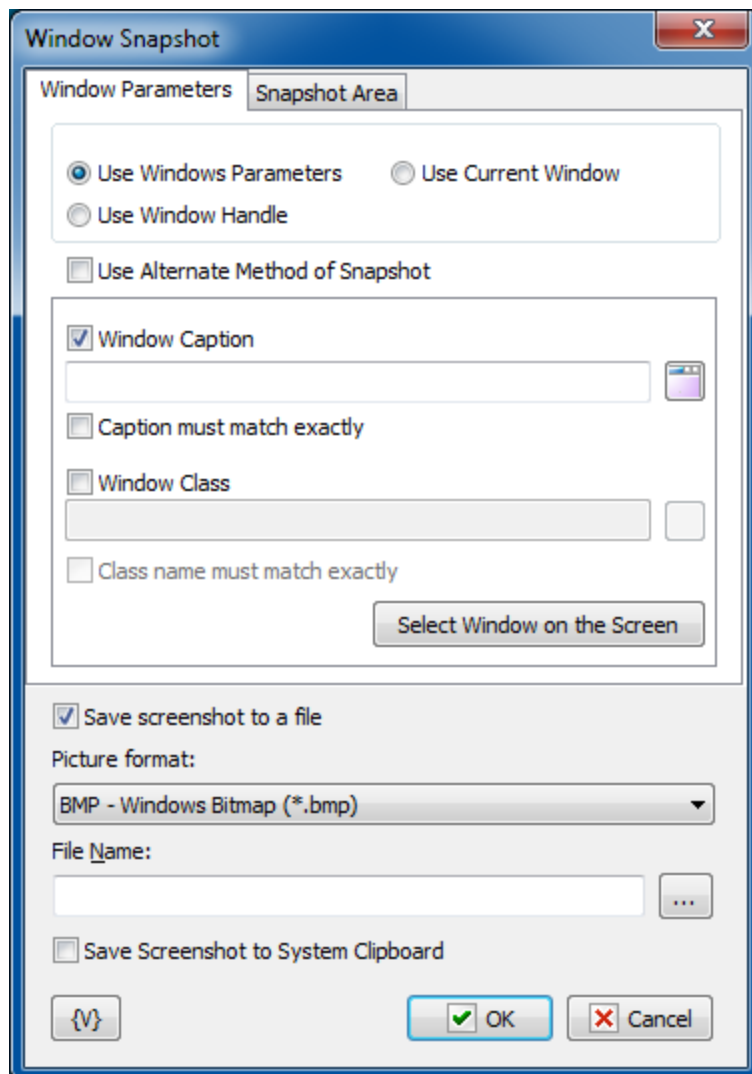 Window Snapshot
Window Parameters Snapshot Area
Use Windows Parameters Use Current Window
Use Window Handle
Use Alternate Method of Snapshot
Window Caption
Caption must match exactly
Window Class
Class name must match exactly
Select Window on the Screen
Save screenshot to a file
Picture format:
BMP - Windows Bitmap (*.bmp)
File Name:
...
Save Screenshot to System Clipboard
{V} OK Cancel